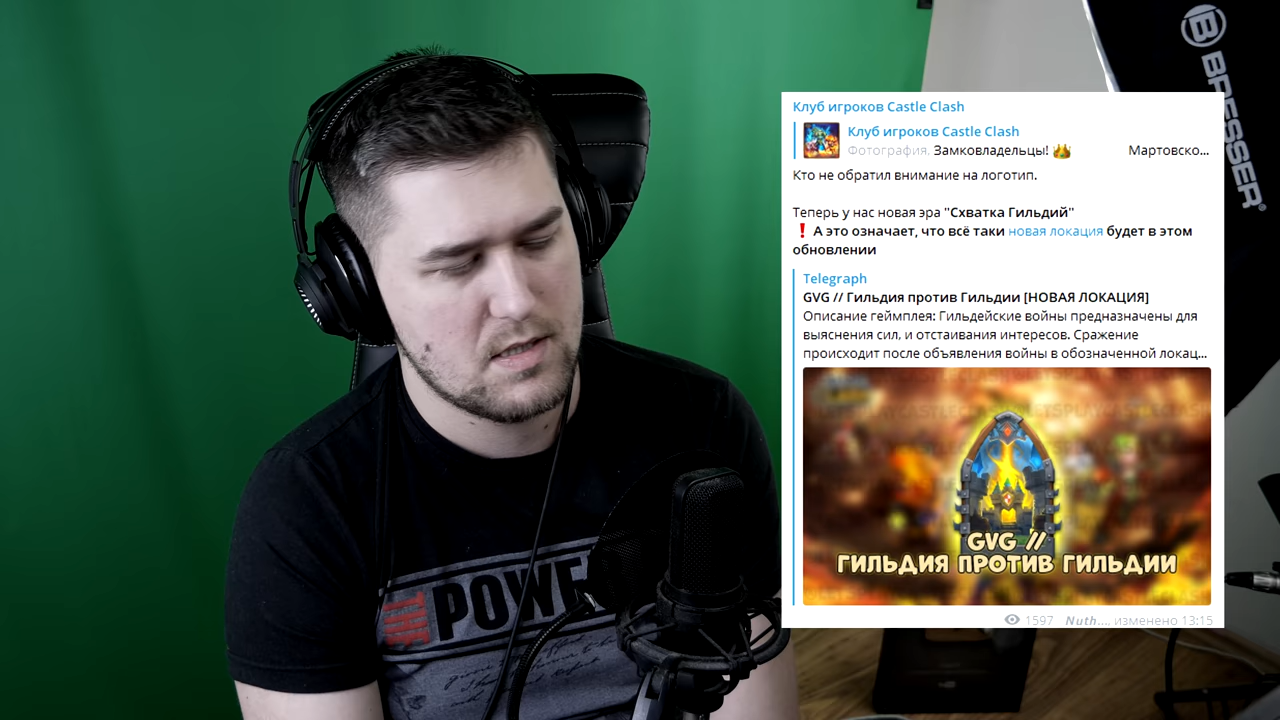 BRESSER
Клуб игроков Castle Clash
Клуб игроков Castle Clash
Фотография. Замковладельцы! Мартовско...
Кто не обратил внимание на логотип.
Теперь у нас новая эра "Схватка Гильдий"
❗ А это означает, что всё таки новая локация будет в этом
обновлении
Telegraph
GVG // Гильдия против Гильдии [НОВАЯ ЛОКАЦИЯ]
Описание геймплея: Гильдейские войны предназначены для
выяснения сил, и отстаивания интересов. Сражение
происходит после объявления войны в обозначенной локац...
GVG //
ГИЛЬДИЯ ПРОТИВ ГИЛЬДИИ
1597 Nuth.... изменено 13:15
POWE